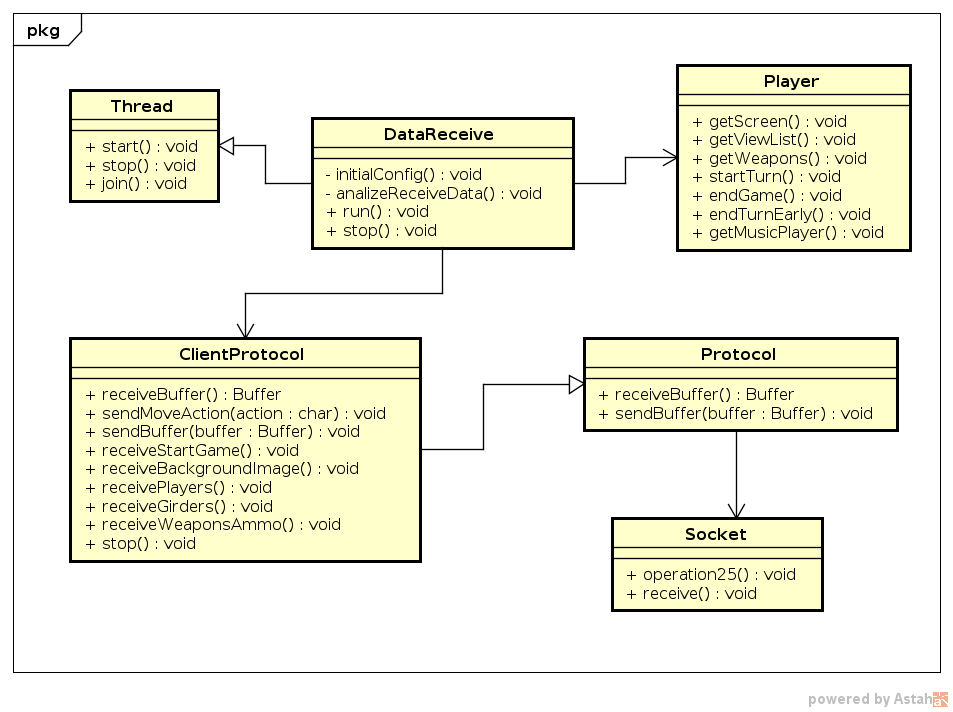 pkg
Thread
+ start() : void
+ stop() : void
+ join() : void
DataReceive
- initialConfig() : void
- analizeReceiveData() : void
+ run() : void
+ stop() : void
Player
+ getScreen() : void
+ getViewList() : void
+ getWeapons() : void
+ startTurn() : void
+ endGame() : void
+ endTurnEarly() : void
+ getMusicPlayer() : void
ClientProtocol
+ receiveBuffer() : Buffer
+ sendMoveAction(action : char) : void
+ sendBuffer(buffer : Buffer) : void
+ receiveStartGame() : void
+ receiveBackgroundImage() : void
+ receivePlayers() : void
+ receiveGirders() : void
+ receiveWeaponsAmmo() : void
+ stop() : void
Protocol
+ receiveBuffer() : Buffer
+ sendBuffer(buffer : Buffer) : void
Socket
+ operation25() : void
+ receive() : void
powered by Astah